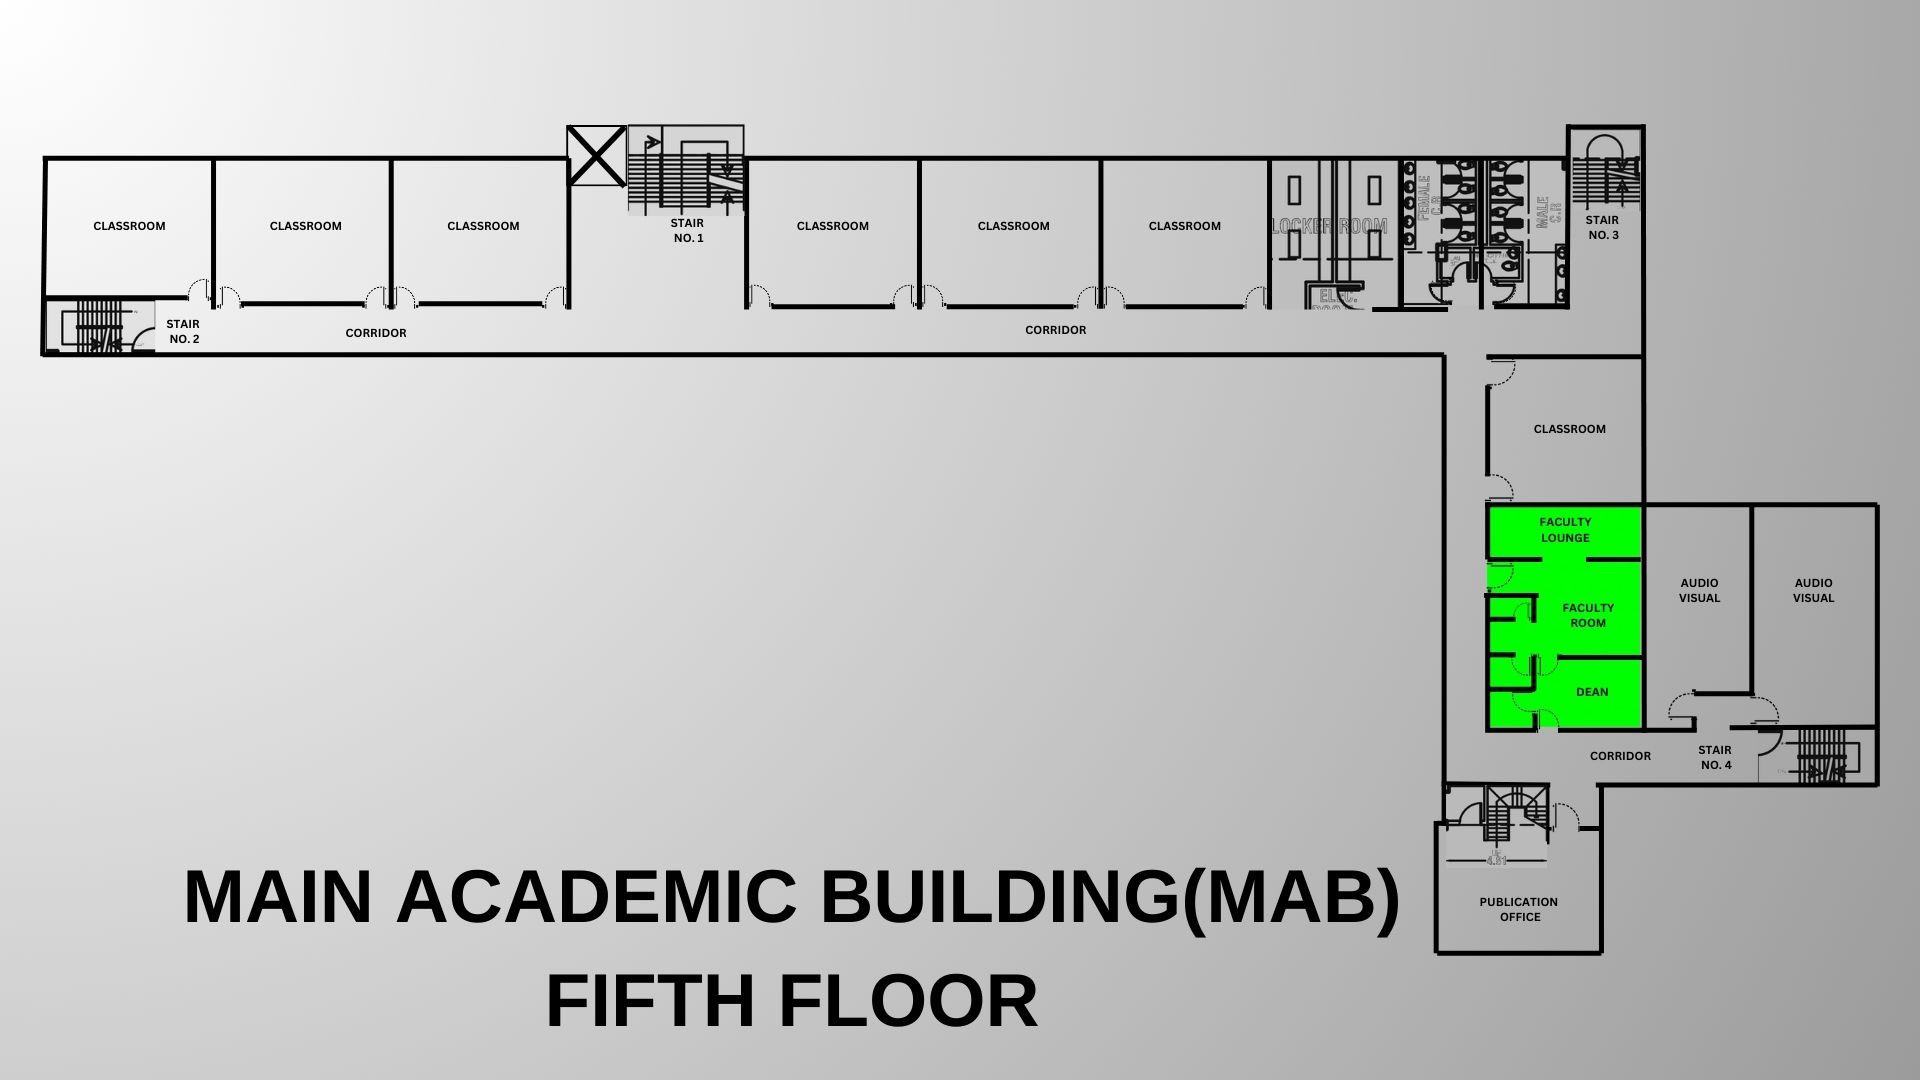 CLASSROOM
CLASSROOM
CLASSROOM
STAIR
NO. 1
CLASSROOM
CLASSROOM
CLASSROOM
LOCKER ROOM
FEMALE
C.R
MALE
C.R
STAIR
NO. 3
ELEC.
STAIR
NO. 2
CORRIDOR
CORRIDOR
CLASSROOM
FACULTY
LOUNGE
FACULTY
ROOM
DEAN
AUDIO
VISUAL
AUDIO
VISUAL
CORRIDOR
STAIR
NO. 4
PUBLICATION
OFFICE
MAIN ACADEMIC BUILDING(MAB)
FIFTH FLOOR